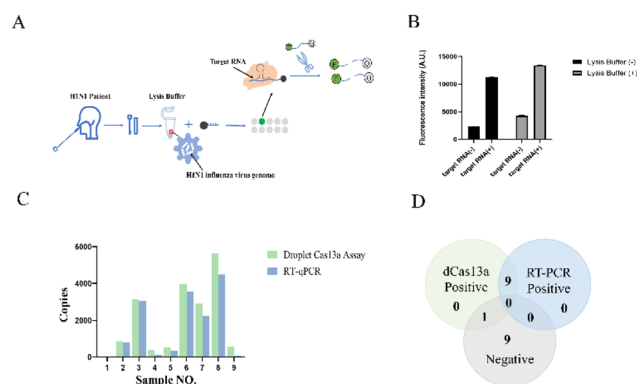 A
Target RNA
H1N1 Patient
Lysis Buffer
+
H1N1 influenza virus genome
B
Fluorescence intensity (A.U.)
15000
10000
5000
0
target RNA(-)
target RNA(+)
target RNA(-)
target RNA(+)
Lysis Buffer (-)
Lysis Buffer (+)
C
Copies
6000
4000
2000
0
1 2 3 4 5 6 7 8 9
Sample NO.
Droplet Cas13a Assay
RT-qPCR
D
dCas13a
Positive
RT-PCR
Positive
9
0
0
0
1
0
9
Negative